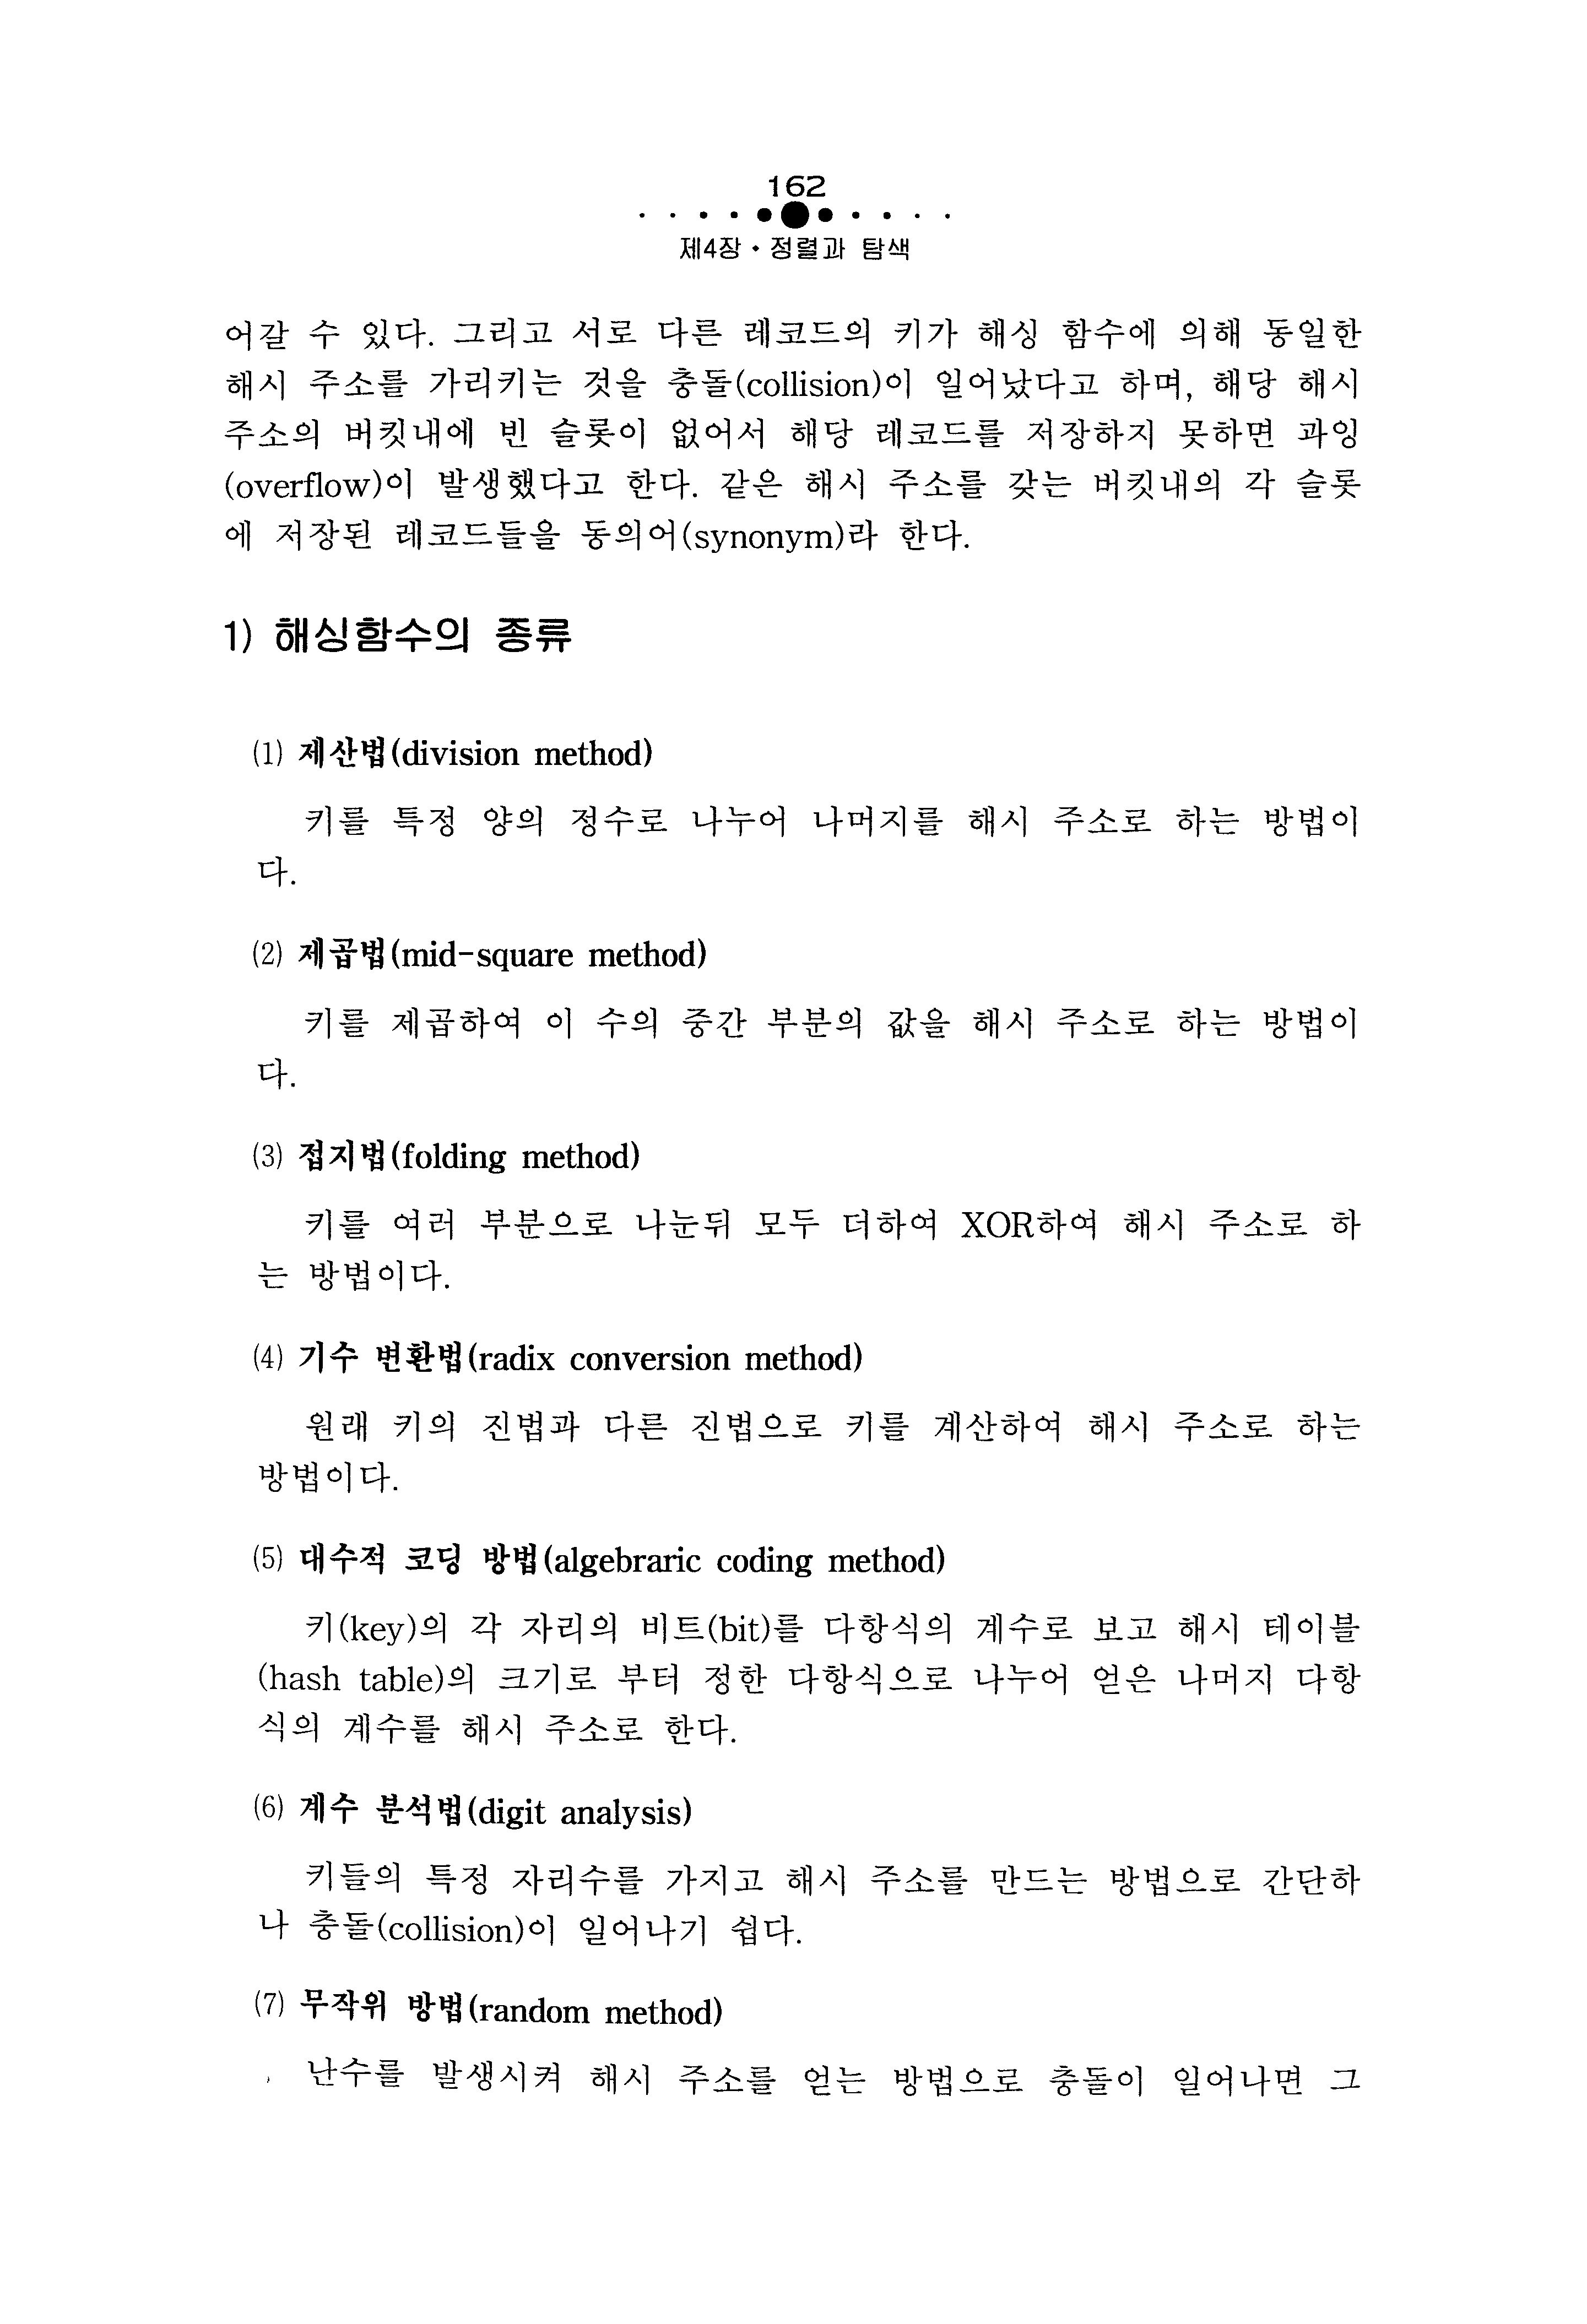 162
제4장 • 정렬과 탐색
어갈 수 있다. 그리고 서로 다른 레코드의 키가 해싱 함수에 의해 동일한
해시 주소를 가리키는 것을 충돌(collision)이 일어났다고 하며, 해당 해시
주소의 버킷내에 빈 슬롯이 없어서 해당 레코드를 저장하지 못하면 과잉
(overflow)이 발생했다고 한다. 같은 해시 주소를 갖는 버킷내의 각 슬롯
에 저장된 레코드들을 동의어(synonym)라 한다.
1) 해싱함수의 종류
(1) 제산법(division method)
키를 특정 양의 정수로 나누어 나머지를 해시 주소로 하는 방법이
다.
(2) 제곱법(mid-square method)
키를 제곱하여 이 수의 중간 부분의 값을 해시 주소로 하는 방법이
다.
(3) 접지법(folding method)
키를 여러 부분으로 나눈뒤 모두 더하여 XOR하여 해시 주소로 하
는 방법이다.
(4) 기수 변환법(radix conversion method)
원래 키의 진법과 다른 진법으로 키를 계산하여 해시 주소로 하는
방법이다.
(5) 대수적 코딩 방법(algebraric coding method)
키(key)의 각 자리의 비트(bit)를 다항식의 계수로 보고 해시 테이블
(hash table)의 크기로 부터 정한 다항식으로 나누어 얻은 나머지 다항
식의 계수를 해시 주소로 한다.
(6) 계수 분석법(digit analysis)
키들의 특정 자리수를 가지고 해시 주소를 만드는 방법으로 간단하
나 충돌(collision)이 일어나기 쉽다.
(7) 무작위 방법(random method)
난수를 발생시켜 해시 주소를 얻는 방법으로 충돌이 일어나면 그